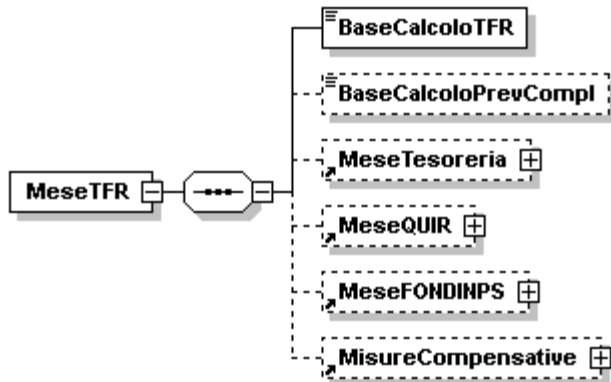 BaseCalcoloTFR
BaseCalcoloPrevCompl
MeseTesoreria
MeseTFR
MeseQUIR
MeseFONDINPS
MisureCompensative